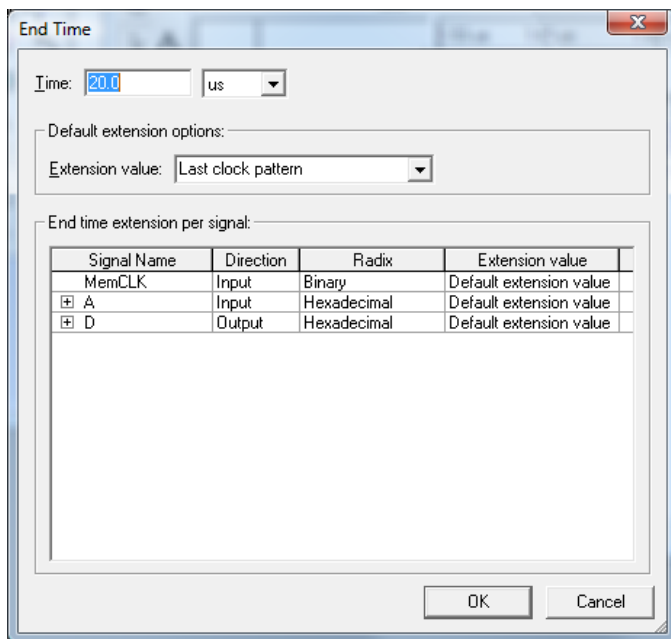 End Time
Time: 20.0 us
Default extension options:
Extension value: Last clock pattern
End time extension per signal:
Signal Name Direction Radix Extension value
MemCLK Input Binary Default extension value
A Input Hexadecimal Default extension value
D Output Hexadecimal Default extension value
OK Cancel